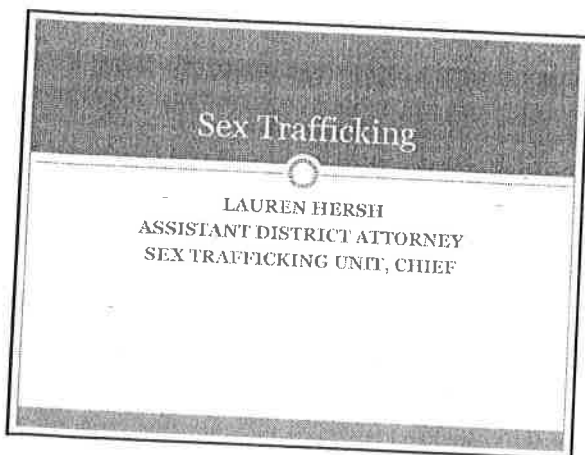 Sex Trafficking
LAUREN HERSH
ASSISTANT DISTRICT ATTORNEY
SEX TRAFFICKING UNIT, CHIEF